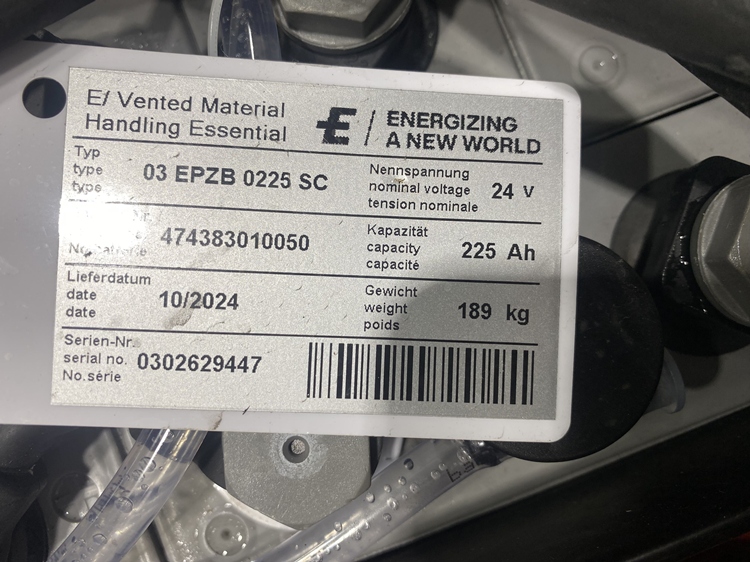 E/ Vented Material
Handling Essential
E / ENERGIZING
A NEW WORLD
Typ
type
type
03 EPZB 0225 SC
Nennspannung
nominal voltage
tension nominale
24 V
Nr.
474383010050
Kapazität
capacity
capacité
225 Ah
Lieferdatum
date
date
10/2024
Gewicht
weight
poids
189 kg
Serien-Nr.
serial no.
No.série
0302629447